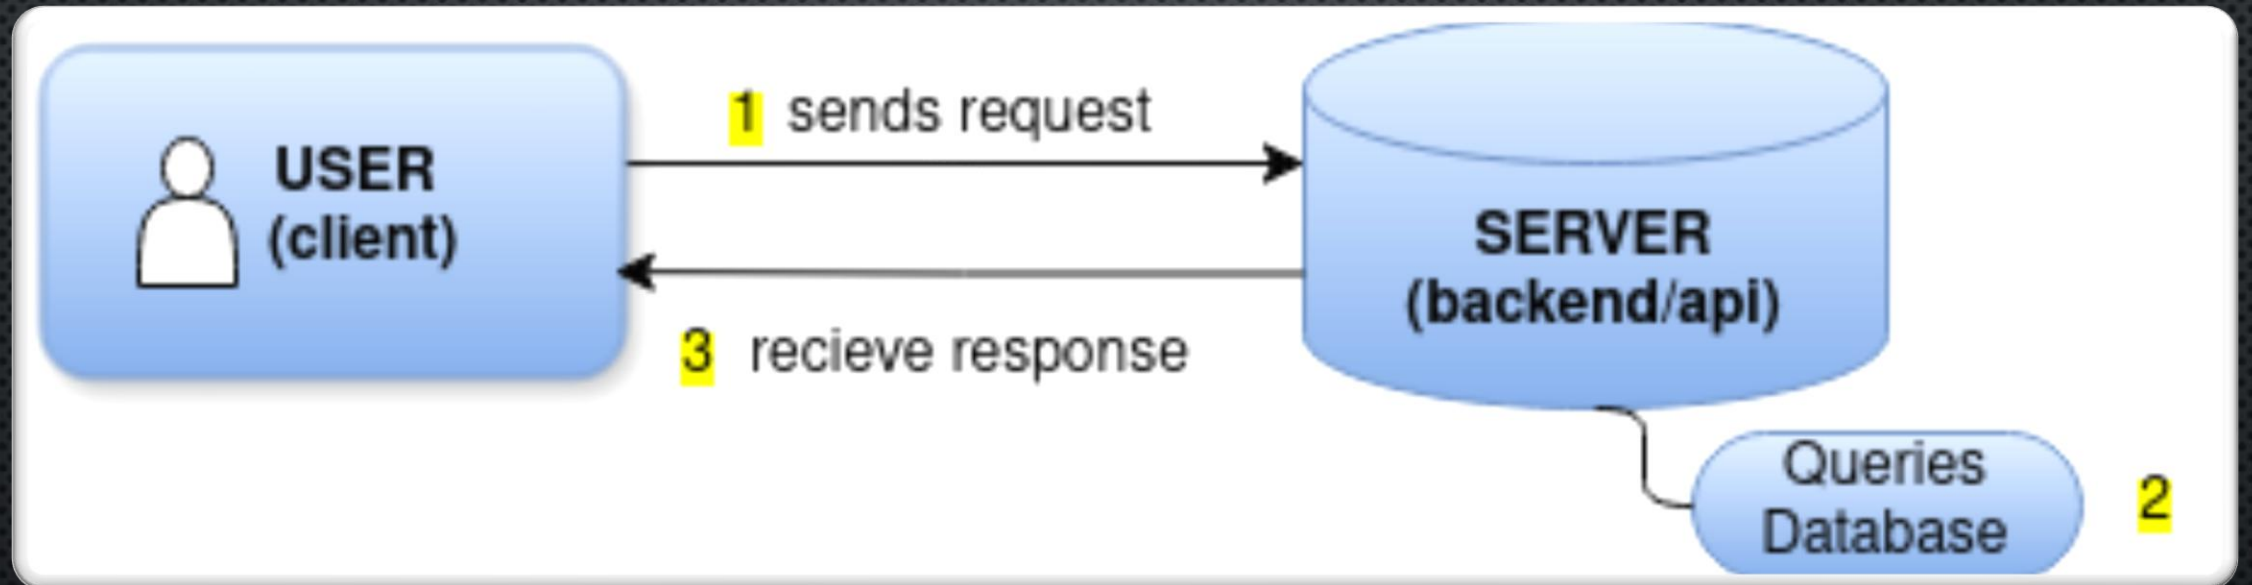 USER
(client)
1 sends request
SERVER
(backend/api)
3 recieve response
Queries
Database
2